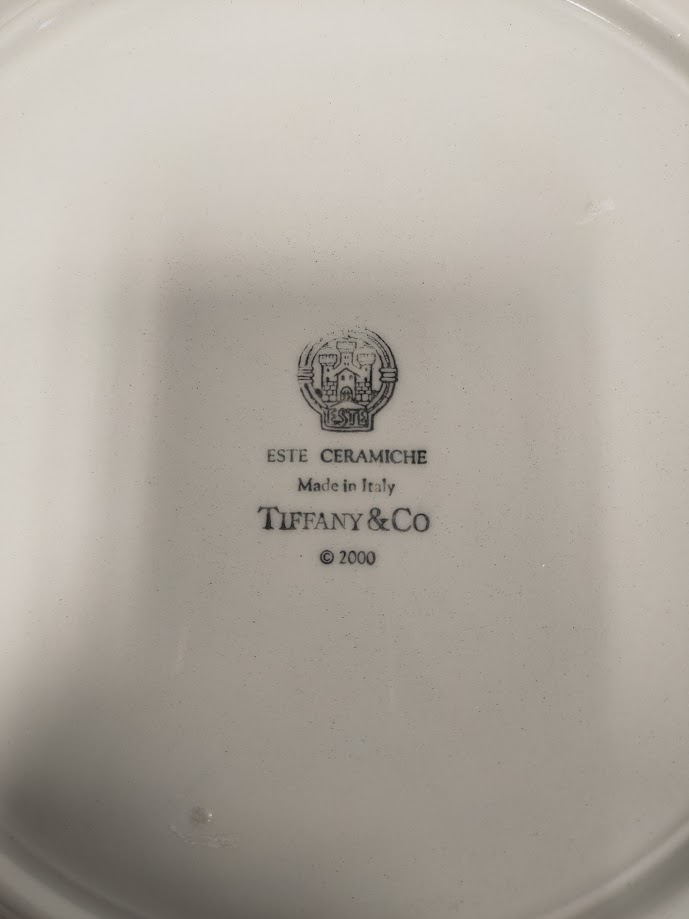 ESTE
ESTE CERAMICHE
Made in Italy
TIFFANY & CO
© 2000